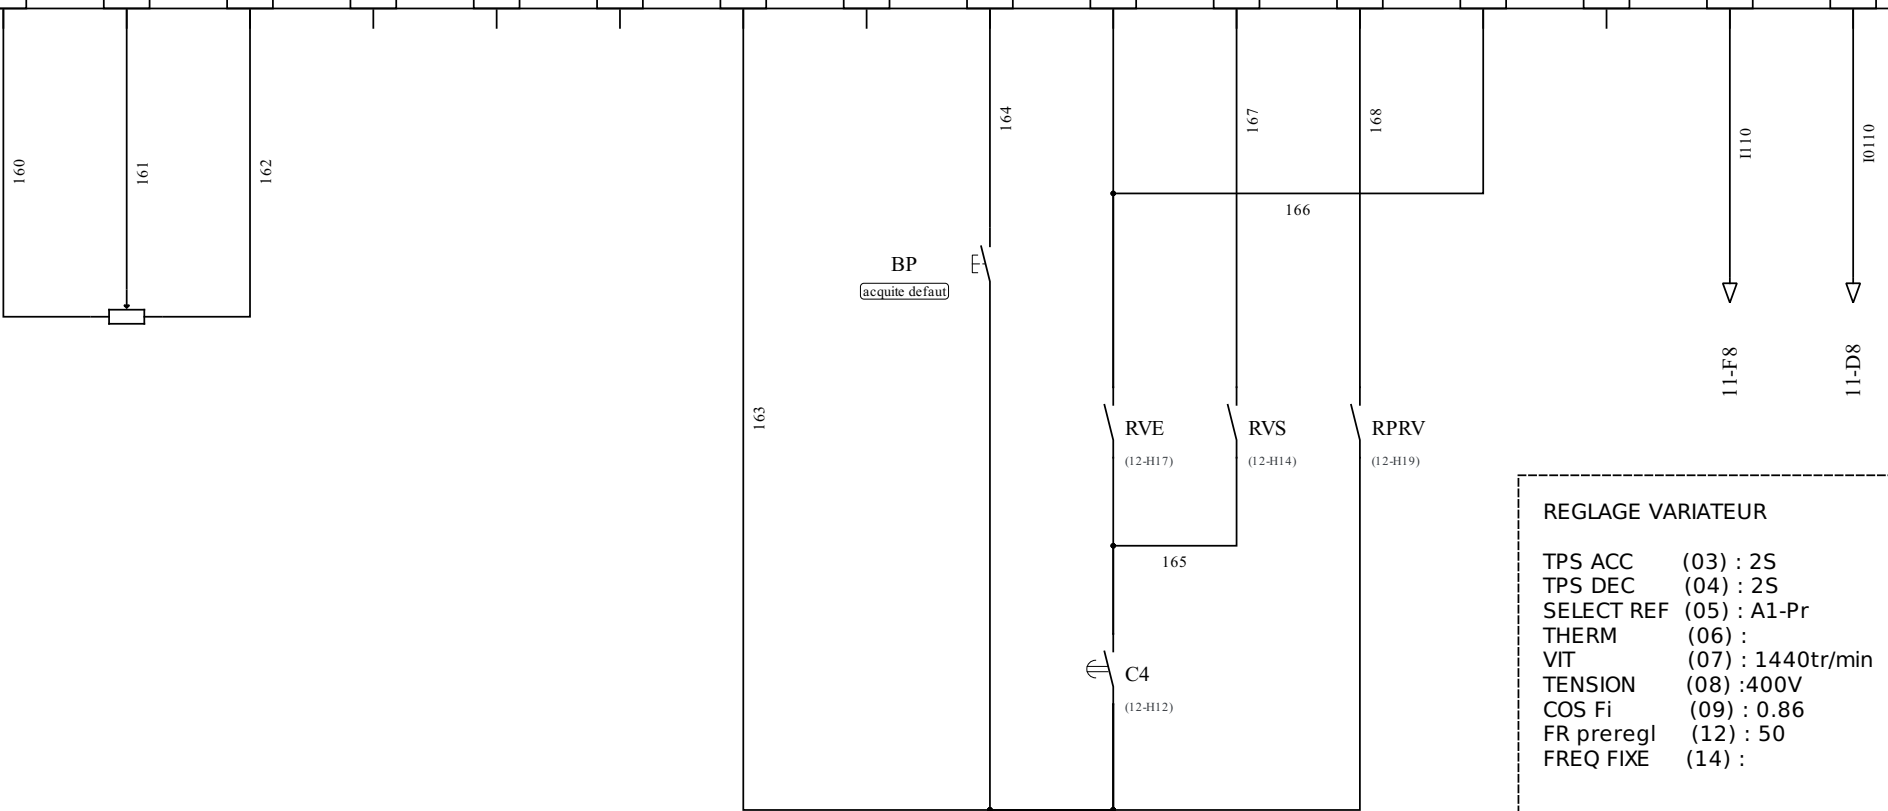 160
161
162
163
164
167
168
I110
I0110
166
BP
acquite defaut
11-F8
11-D8
RVE
(12-H17)
RVS
(12-H14)
RPRV
(12-H19)
165
C4
(12-H12)
REGLAGE VARIATEUR
TPS ACC (03) : 2S
TPS DEC (04) : 2S
SELECT REF (05) : A1-Pr
THERM (06) :
VIT (07) : 1440tr/min
TENSION (08) :400V
COS Fi (09) : 0.86
FR preregl (12) : 50
FREQ FIXE (14) :